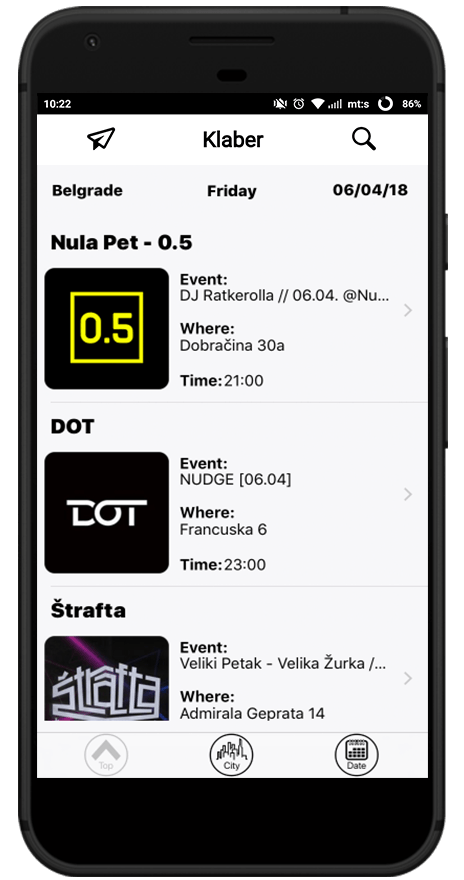 10:22 mt:s 86%
Klaber
Belgrade Friday 06/04/18
Nula Pet - 0.5
0.5
Event:
DJ Ratkerolla // 06.04. @Nu...
Where:
Dobračina 30a
Time: 21:00
DOT
DOT
Event:
NUDGE [06.04]
Where:
Francuska 6
Time: 23:00
Štrafta
štrafta
Event:
Veliki Petak - Velika Žurka /...
Where:
Admirala Geprata 14
Top City Date